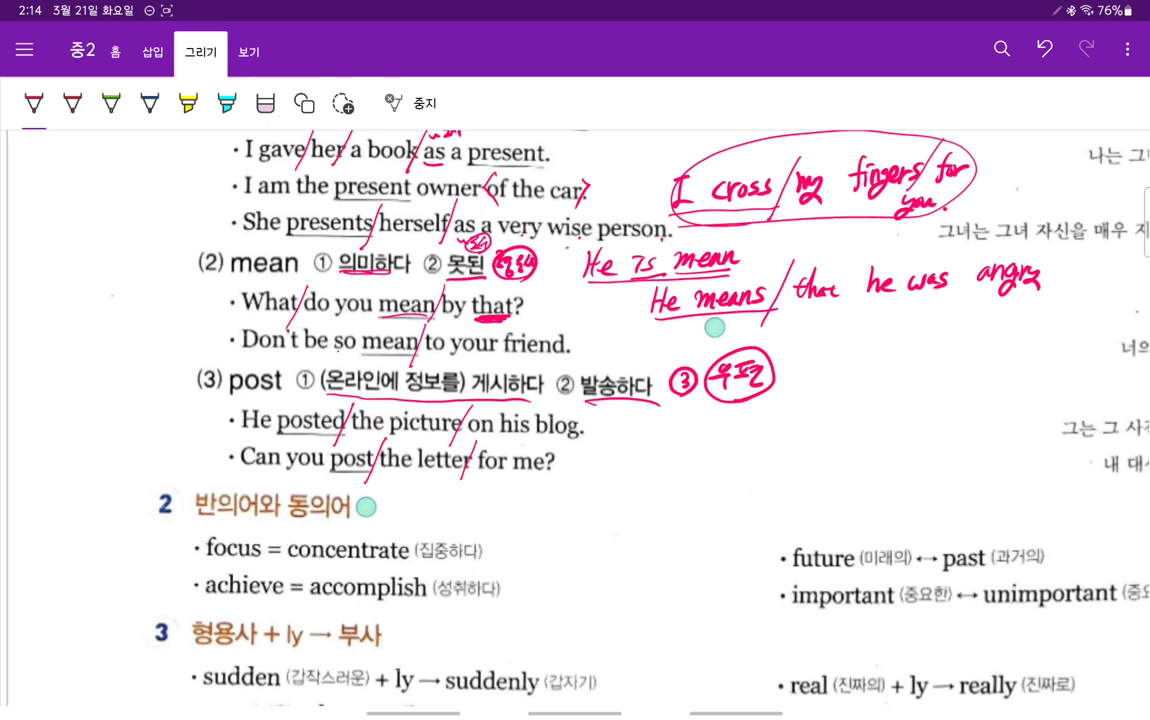 2:14 3월 21일 화요일 76%
중2 홈 삽입 그리기 보기
중지
· I gave her a book as a present. 나는 그
· I am the present owner of the car. I cross my fingers for you.
· She presents herself as a very wise person. 그녀는 그녀 자신을 매우 지
(2) mean ① 의미하다 ② 못된 형용사 He is mean
He means that he was angry
· What do you mean by that?
· Don't be so mean to your friend. 너의
(3) post ① (온라인에 정보를) 게시하다 ② 발송하다 ③ 우편
· He posted the picture on his blog. 그는 그 사
· Can you post the letter for me? 내 대
2 반의어와 동의어
· focus = concentrate (집중하다) · future (미래의) ↔ past (과거의)
· achieve = accomplish (성취하다) · important (중요한) ↔ unimportant (중
3 형용사 + ly → 부사
· sudden (갑작스러운) + ly → suddenly (갑자기) · real (진짜의) + ly → really (진짜로)